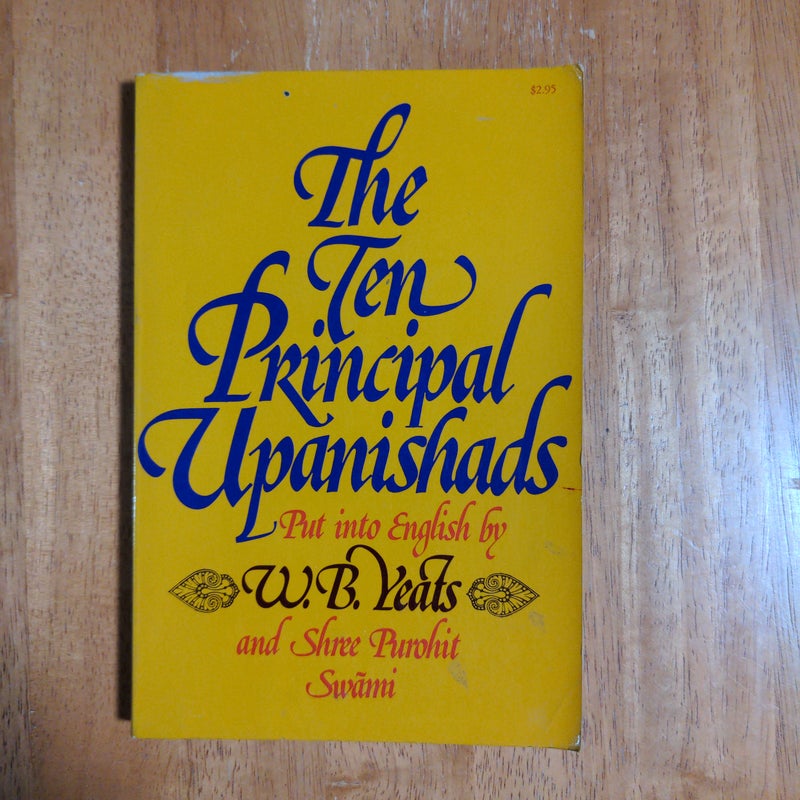 $2.95
The
Ten
Principal
Upanishads
Put into English by
W. B. Yeats
and Shree Purohit
Swāmi